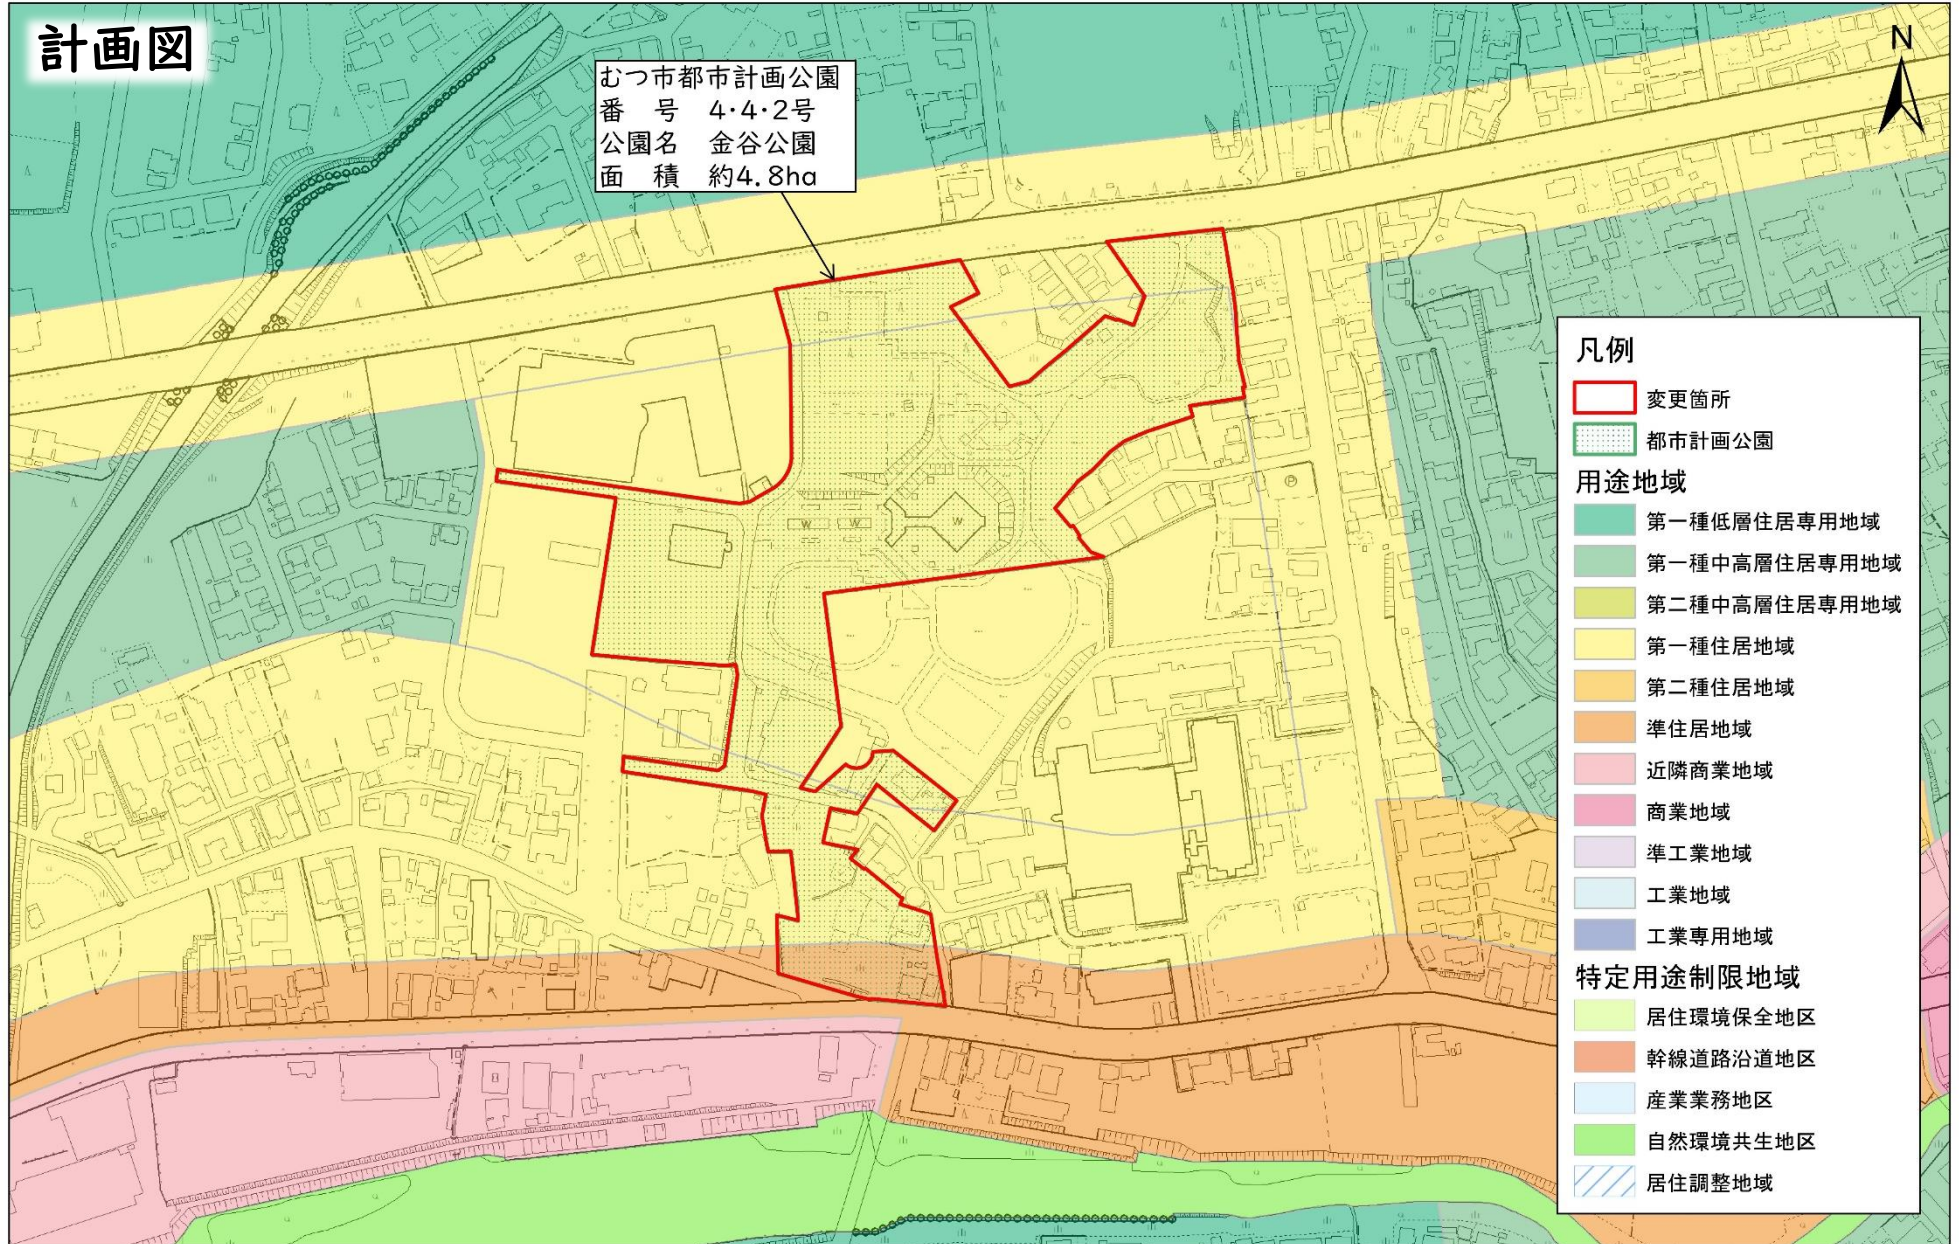 計画図
むつ市都市計画公園
番　号　4・4・2号
公園名　金谷公園
面　積　約4.8ha
N
W
W
W
P
凡例
変更箇所
都市計画公園
用途地域
第一種低層住居専用地域
第一種中高層住居専用地域
第二種中高層住居専用地域
第一種住居地域
第二種住居地域
準住居地域
近隣商業地域
商業地域
準工業地域
工業地域
工業専用地域
特定用途制限地域
居住環境保全地区
幹線道路沿道地区
産業業務地区
自然環境共生地区
居住調整地域